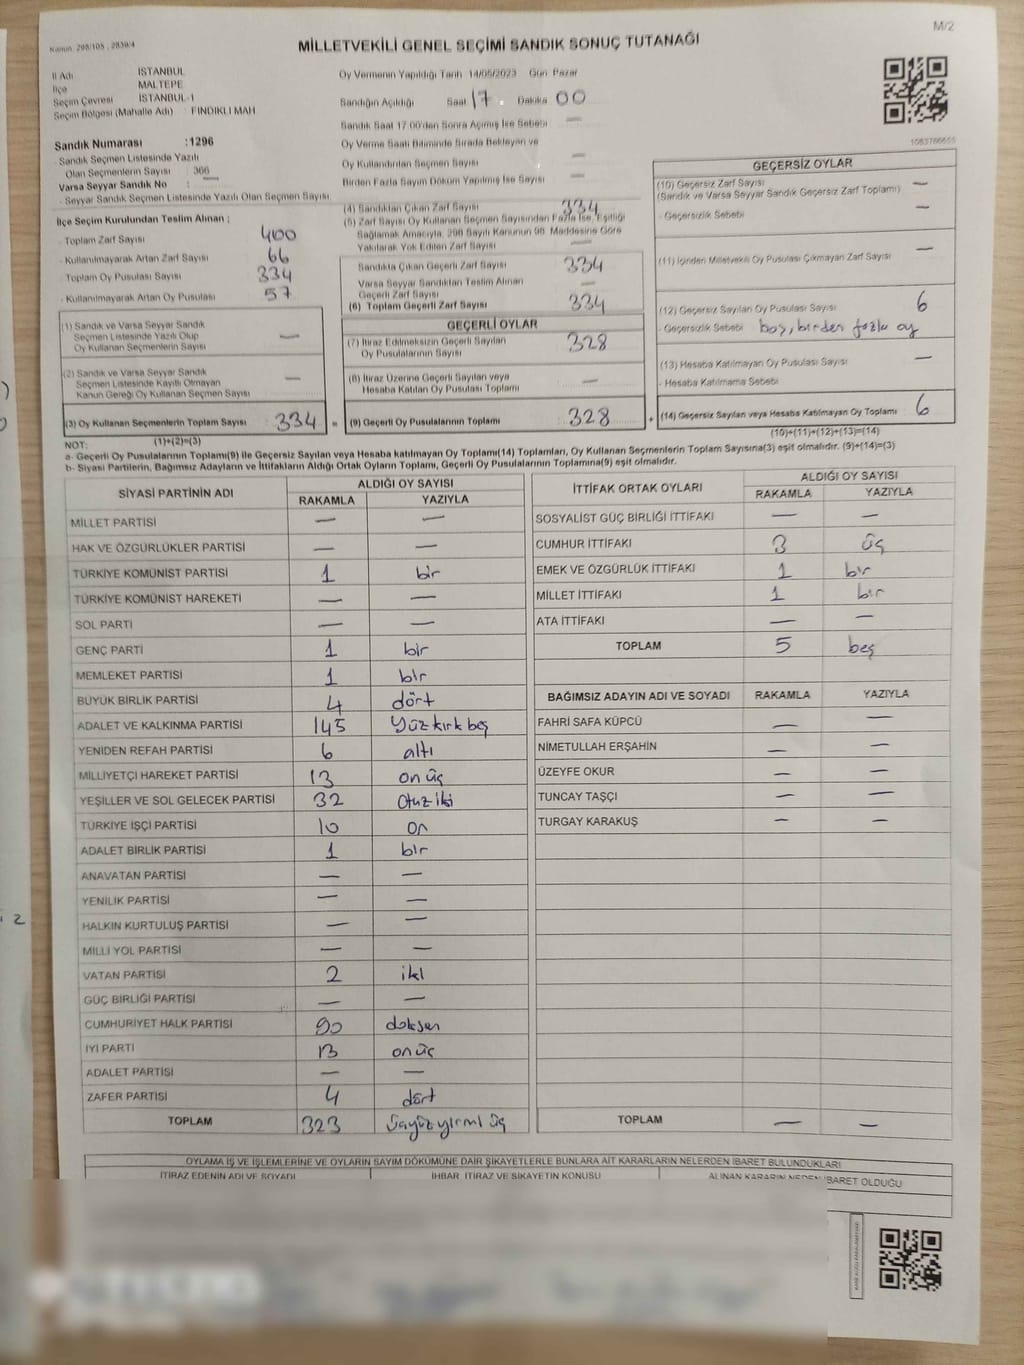 M/2
Kanun. 298/105 , 2839/4
MİLLETVEKİLİ GENEL SEÇİMİ SANDIK SONUÇ TUTANAĞI
İl Adı İSTANBUL
İlçe MALTEPE
Seçim Çevresi İSTANBUL-1
Seçim Bölgesi (Mahalle Adı) : FINDIKLI MAH
Sandık Numarası :1296
- Sandık Seçmen Listesinde Yazılı
Olan Seçmenlerin Sayısı : 366
Varsa Seyyar Sandık No : —
- Seyyar Sandık Seçmen Listesinde Yazılı Olan Seçmen Sayısı
İlçe Seçim Kurulundan Teslim Alınan ;
- Toplam Zarf Sayısı 400
- Kullanılmayarak Artan Zarf Sayısı 66
- Toplam Oy Pusulası Sayısı 334
- Kullanılmayarak Artan Oy Pusulası 57
(1) Sandık ve Varsa Seyyar Sandık
Seçmen Listesinde Yazılı Olup
Oy Kullanan Seçmenlerin Sayısı —
(2) Sandık ve Varsa Seyyar Sandık
Seçmen Listesinde Kayıtlı Olmayan
Kanun Gereği Oy Kullanan Seçmen Sayısı —
(3) Oy Kullanan Seçmenlerin Toplam Sayısı : 334
Oy Vermenin Yapıldığı Tarih 14/05/2023 Gün Pazar
Sandığın Açıldığı Saat 17 . Dakika 00
Sandık Saat 17.00'den Sonra Açılmış İse Sebebi —
Oy Verme Saati Bitiminde Sırada Bekleyen ve
Oy Kullandırılan Seçmen Sayısı —
Birden Fazla Sayım Döküm Yapılmış İse Sayısı —
(4) Sandıktan Çıkan Zarf Sayısı 334
(5) Zarf Sayısı Oy Kullanan Seçmen Sayısından Fazla İse, Eşitliği
Sağlamak Amacıyla, 298 Sayılı Kanunun 98. Maddesine Göre
Yakılarak Yok Edilen Zarf Sayısı —
Sandıkta Çıkan Geçerli Zarf Sayısı 334
Varsa Seyyar Sandıktan Teslim Alınan
Geçerli Zarf Sayısı —
(6) Toplam Geçerli Zarf Sayısı 334
GEÇERLİ OYLAR
(7) İtiraz Edilmeksizin Geçerli Sayılan
Oy Pusulalarının Sayısı 328
(8) İtiraz Üzerine Geçerli Sayılan veya
Hesaba Katılan Oy Pusulası Toplamı —
= (9) Geçerli Oy Pusulalarının Toplamı 328 +
1083766655
GEÇERSİZ OYLAR
(10) Geçersiz Zarf Sayısı —
(Sandık ve Varsa Seyyar Sandık Geçersiz Zarf Toplamı)
- Geçersizlik Sebebi —
(11) İçinden Milletvekili Oy Pusulası Çıkmayan Zarf Sayısı —
(12) Geçersiz Sayılan Oy Pusulası Sayısı 6
- Geçersizlik Sebebi boş, birden fazla oy
(13) Hesaba Katılmayan Oy Pusulası Sayısı —
- Hesaba Katılmama Sebebi
(14) Geçersiz Sayılan veya Hesaba Katılmayan Oy Toplamı 6
NOT: (1)+(2)=(3) (10)+(11)+(12)+(13)=(14)
a- Geçerli Oy Pusulalarının Toplamı(9) ile Geçersiz Sayılan veya Hesaba katılmayan Oy Toplamı(14) Toplamları, Oy Kullanan Seçmenlerin Toplam Sayısına(3) eşit olmalıdır. (9)+(14)=(3)
b- Siyasi Partilerin, Bağımsız Adayların ve İttifakların Aldığı Ortak Oyların Toplamı, Geçerli Oy Pusulalarının Toplamına(9) eşit olmalıdır.
SİYASİ PARTİNİN ADI ALDIĞI OY SAYISI
RAKAMLA YAZIYLA
MİLLET PARTİSİ — —
HAK VE ÖZGÜRLÜKLER PARTİSİ — —
TÜRKİYE KOMÜNİST PARTİSİ 1 bir
TÜRKİYE KOMÜNİST HAREKETİ — —
SOL PARTİ — —
GENÇ PARTİ 1 bir
MEMLEKET PARTİSİ 1 bir
BÜYÜK BİRLİK PARTİSİ 4 dört
ADALET VE KALKINMA PARTİSİ 145 Yüz kırk beş
YENİDEN REFAH PARTİSİ 6 altı
MİLLİYETÇİ HAREKET PARTİSİ 13 on üç
YEŞİLLER VE SOL GELECEK PARTİSİ 32 Otuz iki
TÜRKİYE İŞÇİ PARTİSİ 10 on
ADALET BİRLİK PARTİSİ 1 bir
ANAVATAN PARTİSİ — —
YENİLİK PARTİSİ — —
HALKIN KURTULUŞ PARTİSİ — —
MİLLİ YOL PARTİSİ — —
VATAN PARTİSİ 2 iki
GÜÇ BİRLİĞİ PARTİSİ — —
CUMHURİYET HALK PARTİSİ 90 doksan
İYİ PARTİ 13 on üç
ADALET PARTİSİ — —
ZAFER PARTİSİ 4 dört
TOPLAM 323 üçyüz yirmi üç
İTTİFAK ORTAK OYLARI ALDIĞI OY SAYISI
RAKAMLA YAZIYLA
SOSYALİST GÜÇ BİRLİĞİ İTTİFAKI — —
CUMHUR İTTİFAKI 3 üç
EMEK VE ÖZGÜRLÜK İTTİFAKI 1 bir
MİLLET İTTİFAKI 1 bir
ATA İTTİFAKI — —
TOPLAM 5 beş
BAĞIMSIZ ADAYIN ADI VE SOYADI RAKAMLA YAZIYLA
FAHRİ SAFA KÜPCÜ — —
NİMETULLAH ERŞAHİN — —
ÜZEYFE OKUR — —
TUNCAY TAŞÇI — —
TURGAY KARAKUŞ — —
TOPLAM — —
OYLAMA İŞ VE İŞLEMLERİNE VE OYLARIN SAYIM DÖKÜMÜNE DAİR ŞİKAYETLERLE BUNLARA AİT KARARLARIN NELERDEN İBARET BULUNDUKLARI
İTİRAZ EDENİN ADI VE SOYADI İHBAR İTİRAZ VE ŞİKAYETİN KONUSU ALINAN KARARIN NEDEN İBARET OLDUĞU